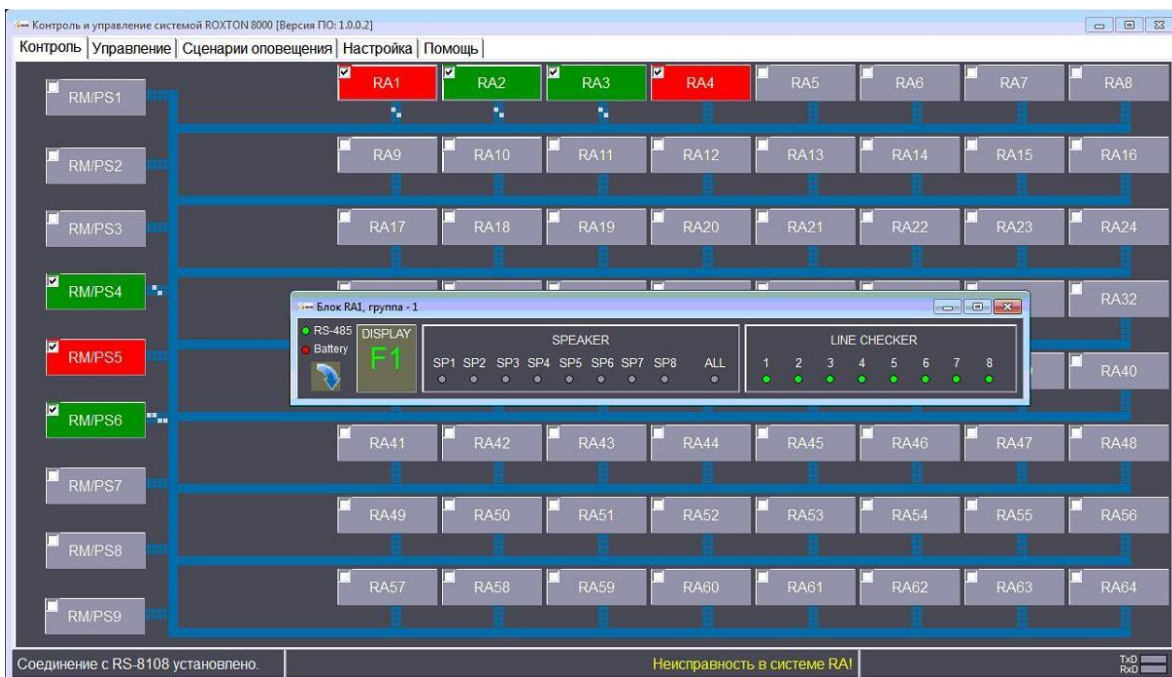 Контроль и управление системой ROXTON 8000 [Версия ПО: 1.0.0.2]
Контроль Управление Сценарии оповещения Настройка Помощь
RM/PS1 RA1 RA2 RA3 RA4 RA5 RA6 RA7 RA8
RM/PS2 RA9 RA10 RA11 RA12 RA13 RA14 RA15 RA16
RM/PS3 RA17 RA18 RA19 RA20 RA21 RA22 RA23 RA24
RM/PS4 RA32
Блок RA1, группа - 1
RS-485 DISPLAY SPEAKER LINE CHECKER
Battery F1 SP1 SP2 SP3 SP4 SP5 SP6 SP7 SP8 ALL 1 2 3 4 5 6 7 8
RM/PS5 RA40
RM/PS6 RA41 RA42 RA43 RA44 RA45 RA46 RA47 RA48
RM/PS7 RA49 RA50 RA51 RA52 RA53 RA54 RA55 RA56
RM/PS8 RA57 RA58 RA59 RA60 RA61 RA62 RA63 RA64
RM/PS9
Соединение с RS-8108 установлено. Неисправность в системе RA! TxD
RxD